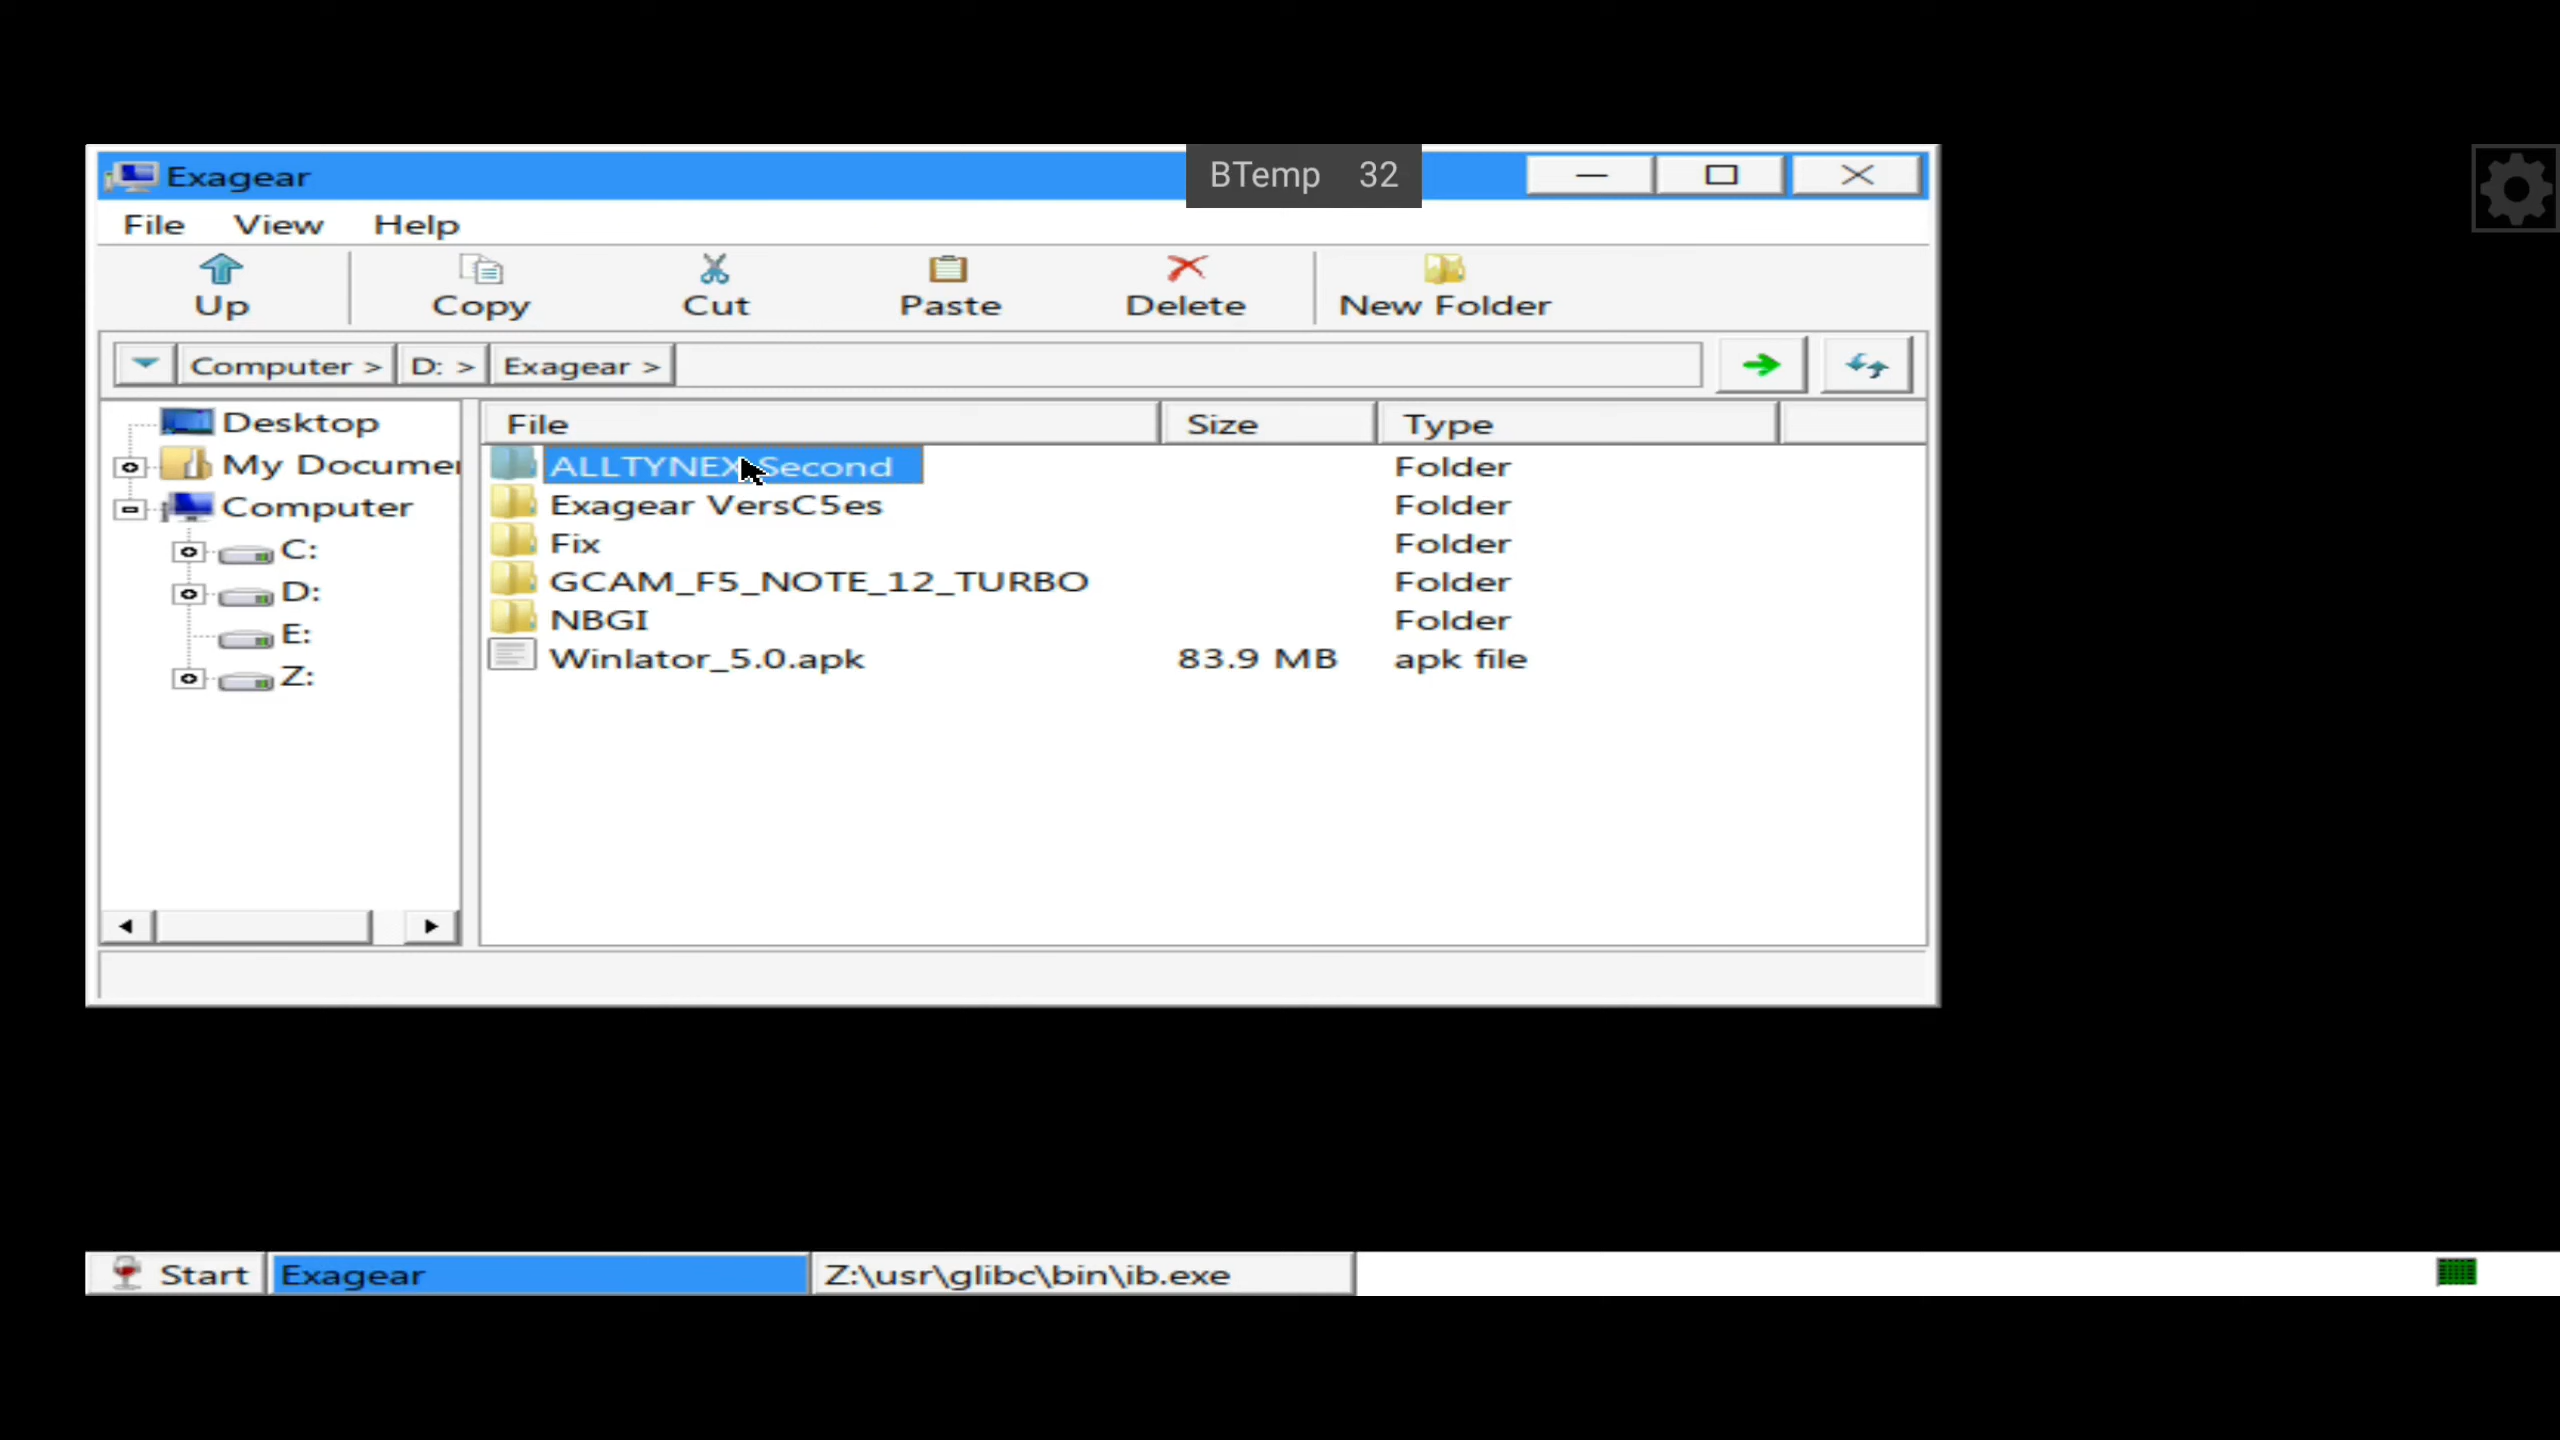 Exagear
BTemp 32
File View Help
Up Copy Cut Paste Delete New Folder
Computer > D: > Exagear >
Desktop
My Documer
Computer
C:
D:
E:
Z:
File Size Type
ALLTYNEX Second Folder
Exagear VersC5es Folder
Fix Folder
GCAM_F5_NOTE_12_TURBO Folder
NBGI Folder
Winlator_5.0.apk 83.9 MB apk file
Start Exagear Z:\usr\glibc\bin\ib.exe